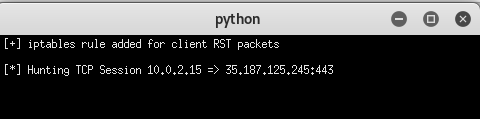 python
[+] iptables rule added for client RST packets
[*] Hunting TCP Session 10.0.2.15 => 35.187.125.245:443